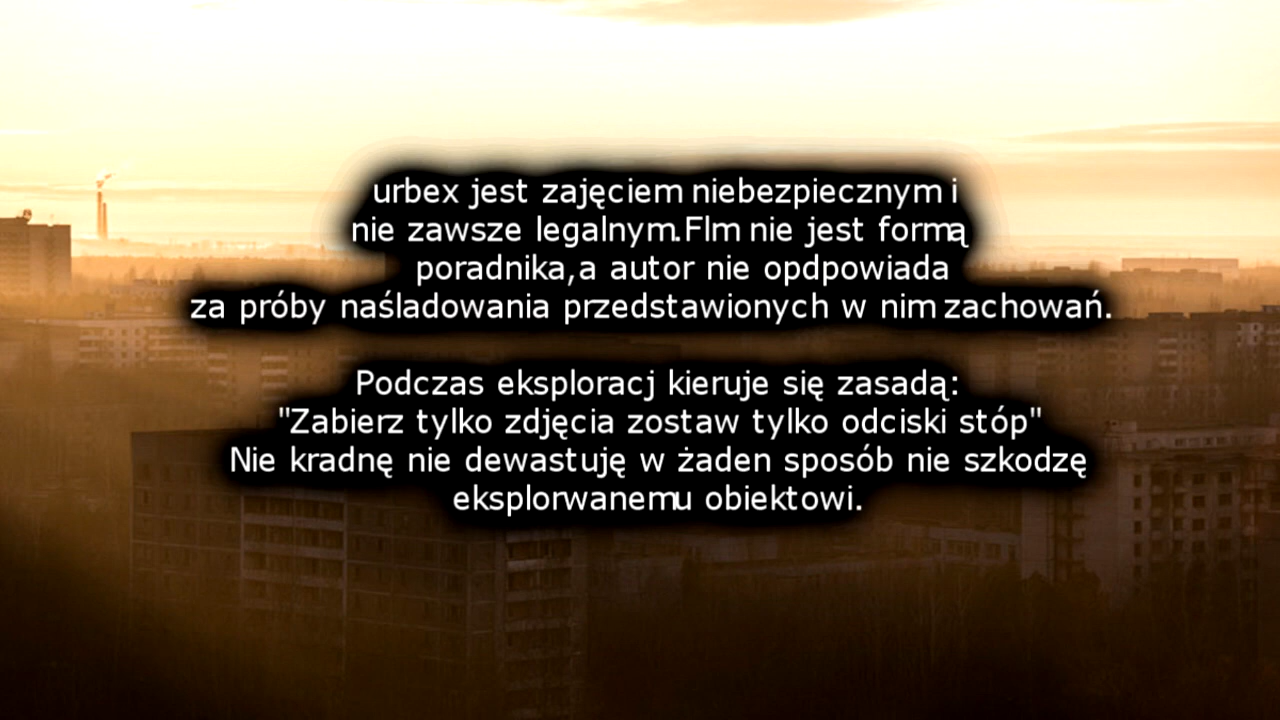 urbex jest zajęciem niebezpiecznym i
nie zawsze legalnym.Flm nie jest formą
poradnika,a autor nie opdpowiada
za próby naśladowania przedstawionych w nim zachowań.
Podczas eksploracj kieruje się zasadą:
"Zabierz tylko zdjęcia zostaw tylko odciski stóp"
Nie kradnę nie dewastuję w żaden sposób nie szkodzę
eksplorwanemu obiektowi.